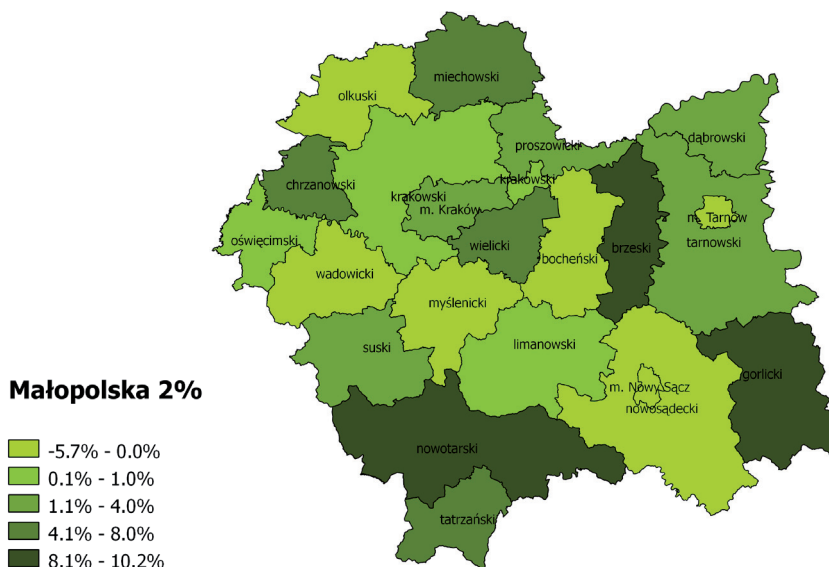 miechowski
olkuski
dąbrowski
proszowicki
krakowski
chrzanowski
krakowski
m. Kraków
m. Tarnów
tarnowski
oświęcimski
wielicki
brzeski
bocheński
wadowicki
myślenicki
suski
limanowski
gorlicki
m. Nowy Sącz
nowosądecki
nowotarski
tatrzański
Małopolska 2%
-5.7% - 0.0%
0.1% - 1.0%
1.1% - 4.0%
4.1% - 8.0%
8.1% - 10.2%